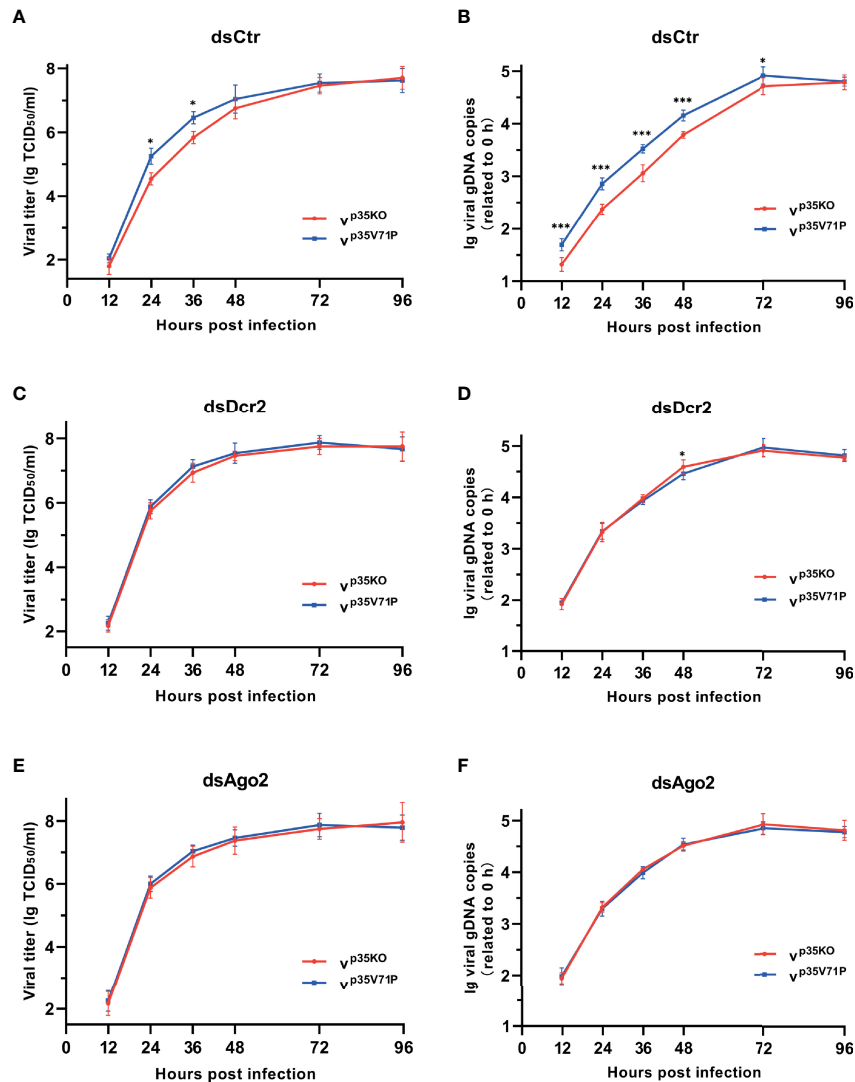 A
dsCtr
Viral titer (lg TCID50/ml)
8
6
4
2
* *
vp35KO
vp35V71P
0 12 24 36 48 72 96
Hours post infection
B
dsCtr
lg viral gDNA copies
(related to 0 h)
5
4
3
2
1
*** *** *** *** *
vp35KO
vp35V71P
0 12 24 36 48 72 96
Hours post infection
C
dsDcr2
Viral titer (lg TCID50/ml)
8
6
4
2
vp35KO
vp35V71P
0 12 24 36 48 72 96
Hours post infection
D
dsDcr2
lg viral gDNA copies
(related to 0 h)
5
4
3
2
1
*
vp35KO
vp35V71P
0 12 24 36 48 72 96
Hours post infection
E
dsAgo2
Viral titer (lg TCID50/ml)
8
6
4
2
vp35KO
vp35V71P
0 12 24 36 48 72 96
Hours post infection
F
dsAgo2
lg viral gDNA copies
(related to 0 h)
5
4
3
2
1
vp35KO
vp35V71P
0 12 24 36 48 72 96
Hours post infection